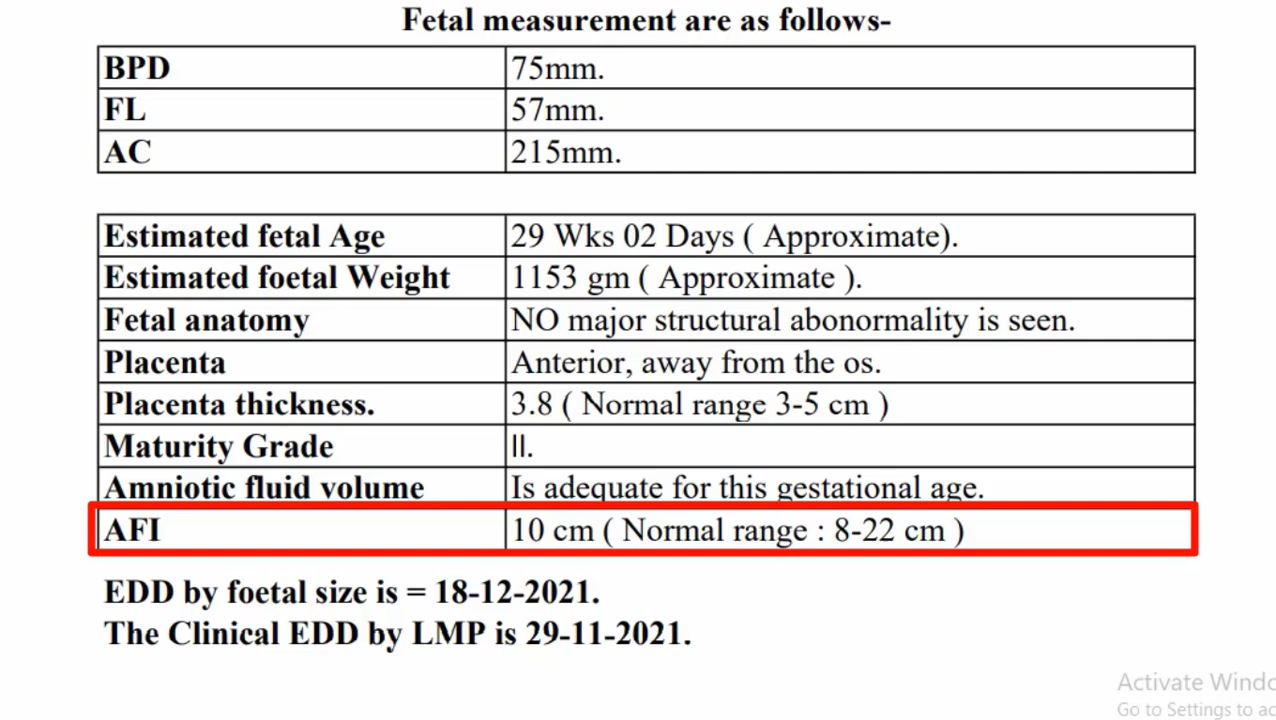 Fetal measurement are as follows-
BPD 75mm.
FL 57mm.
AC 215mm.
Estimated fetal Age 29 Wks 02 Days ( Approximate).
Estimated foetal Weight 1153 gm ( Approximate ).
Fetal anatomy NO major structural abonormality is seen.
Placenta Anterior, away from the os.
Placenta thickness. 3.8 ( Normal range 3-5 cm )
Maturity Grade II.
Amniotic fluid volume Is adequate for this gestational age.
AFI 10 cm ( Normal range : 8-22 cm )
EDD by foetal size is = 18-12-2021.
The Clinical EDD by LMP is 29-11-2021.
Activate Windo
Go to Settings to ac